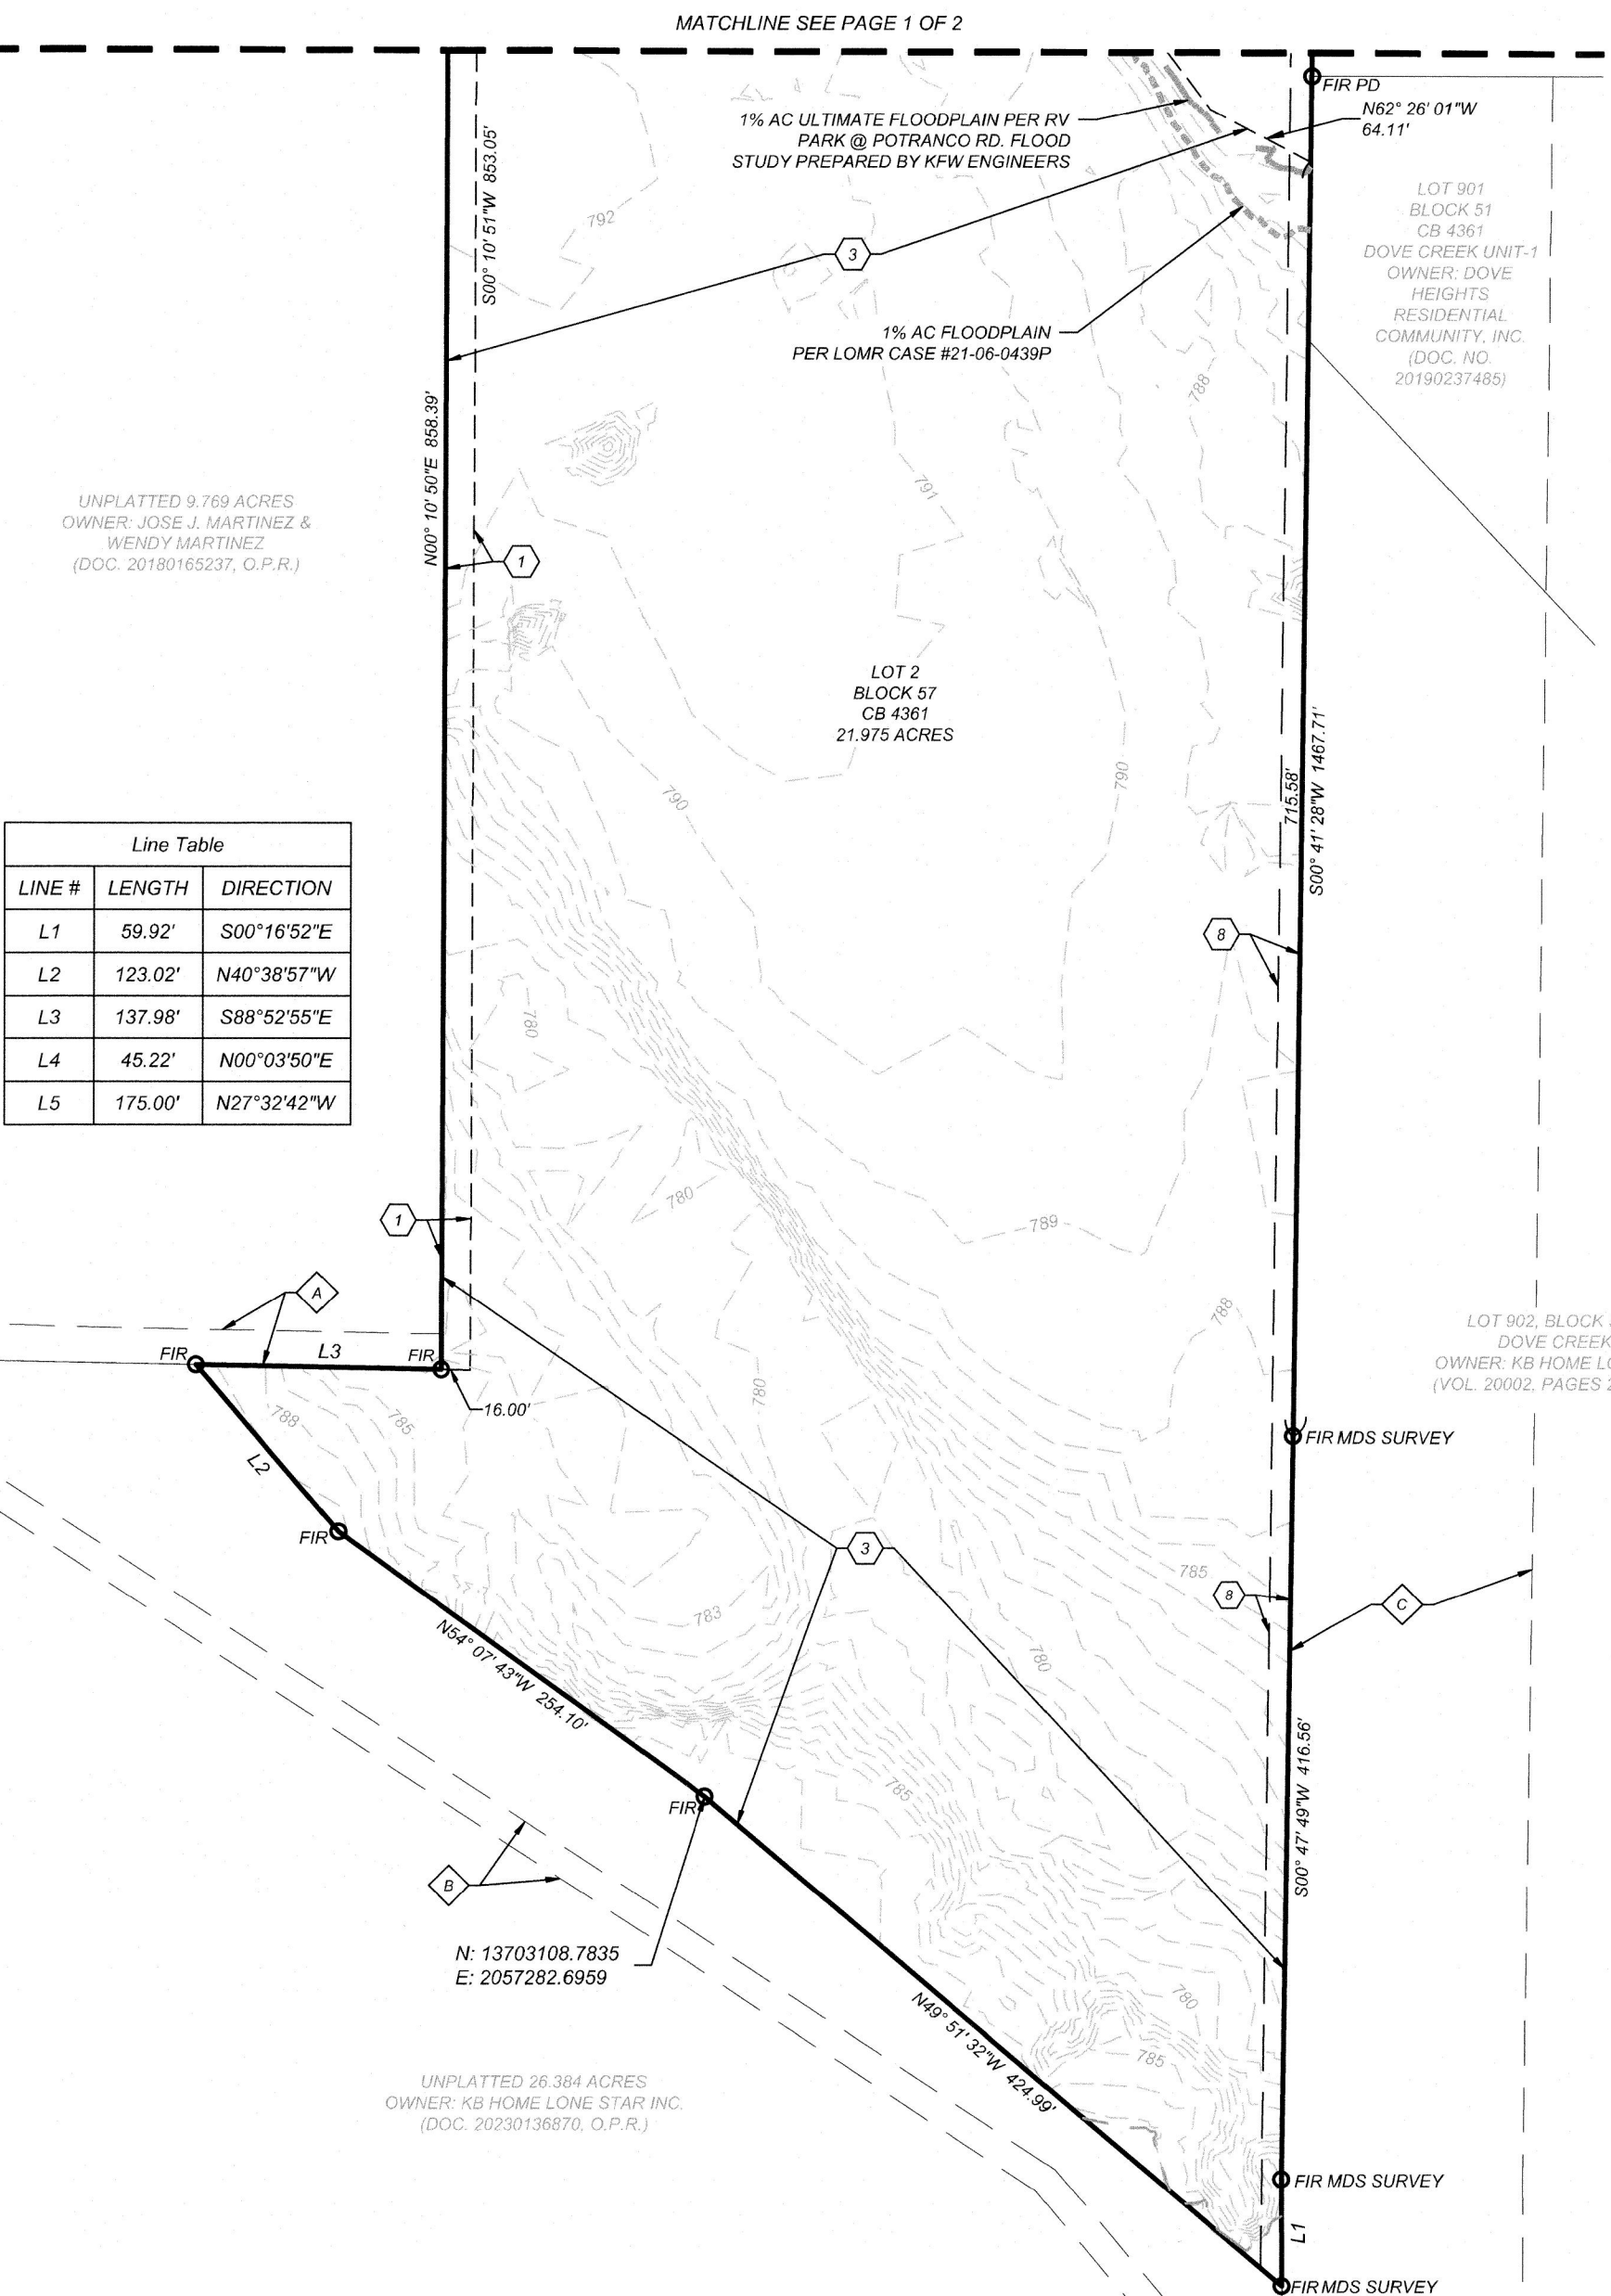 MATCHLINE SEE PAGE 1 OF 2
FIR PD
N62° 26' 01"W
64.11'
1% AC ULTIMATE FLOODPLAIN PER RV
PARK @ POTRANCO RD. FLOOD
STUDY PREPARED BY KFW ENGINEERS
S00° 10' 51"W 853.05'
792
3
LOT 901
BLOCK 51
CB 4361
DOVE CREEK UNIT-1
OWNER: DOVE
HEIGHTS
RESIDENTIAL
COMMUNITY, INC.
(DOC. NO.
20190237485)
1% AC FLOODPLAIN
PER LOMR CASE #21-06-0439P
788
N00° 10' 50"E 858.39'
791
UNPLATTED 9.769 ACRES
OWNER: JOSE J. MARTINEZ &
WENDY MARTINEZ
(DOC. 20180165237, O.P.R.)
1
LOT 2
BLOCK 57
CB 4361
21.975 ACRES
790
790
715.58'
S00° 41' 28"W 1467.71'
Line Table
LINE # LENGTH DIRECTION
L1 59.92' S00°16'52"E
L2 123.02' N40°38'57"W
L3 137.98' S88°52'55"E
L4 45.22' N00°03'50"E
L5 175.00' N27°32'42"W
8
780
780
1
789
A
788
LOT 902, BLOCK
DOVE CREEK
OWNER: KB HOME
(VOL. 20002, PAGES
FIR
L3
FIR
16.00'
788
785
780
FIR MDS SURVEY
L2
FIR
3
785
8
C
783
780
N54° 07' 43"W 254.10'
S00° 47' 49"W 416.56'
785
FIR
B
N: 13703108.7835
E: 2057282.6959
780
N49° 51' 32"W 424.99'
785
UNPLATTED 26.384 ACRES
OWNER: KB HOME LONE STAR INC.
(DOC. 20230136870, O.P.R.)
FIR MDS SURVEY
L1
FIR MDS SURVEY